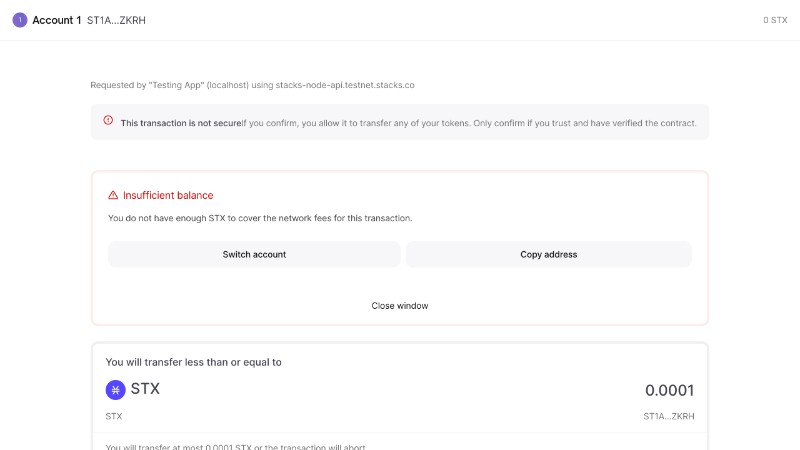 1 Account 1 ST1A...ZKRH 0 STX
Requested by "Testing App" (localhost) using stacks-node-api.testnet.stacks.co
This transaction is not secureIf you confirm, you allow it to transfer any of your tokens. Only confirm if you trust and have verified the contract.
Insufficient balance
You do not have enough STX to cover the network fees for this transaction.
Switch account Copy address
Close window
You will transfer less than or equal to
STX 0.0001
STX ST1A...ZKRH
You will transfer at most 0.0001 STX or the transaction will abort.